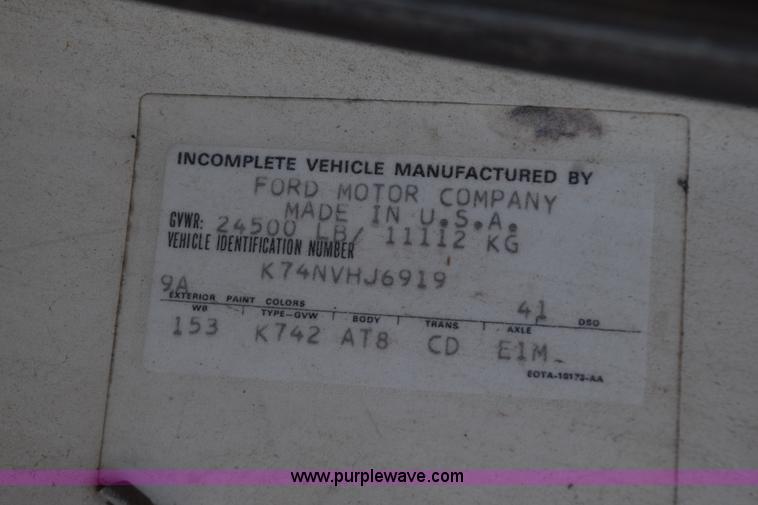 INCOMPLETE VEHICLE MANUFACTURED BY
FORD MOTOR COMPANY
MADE IN U.S.A.
GVWR: 24500 LB/ 11112 KG
VEHICLE IDENTIFICATION NUMBER
K74NVHJ6919
9A 41
EXTERIOR PAINT COLORS DSO
WB TYPE-GVW BODY TRANS AXLE
153 K742 AT8 CD E1M
EOTA-15173-AA
www.purplewave.com